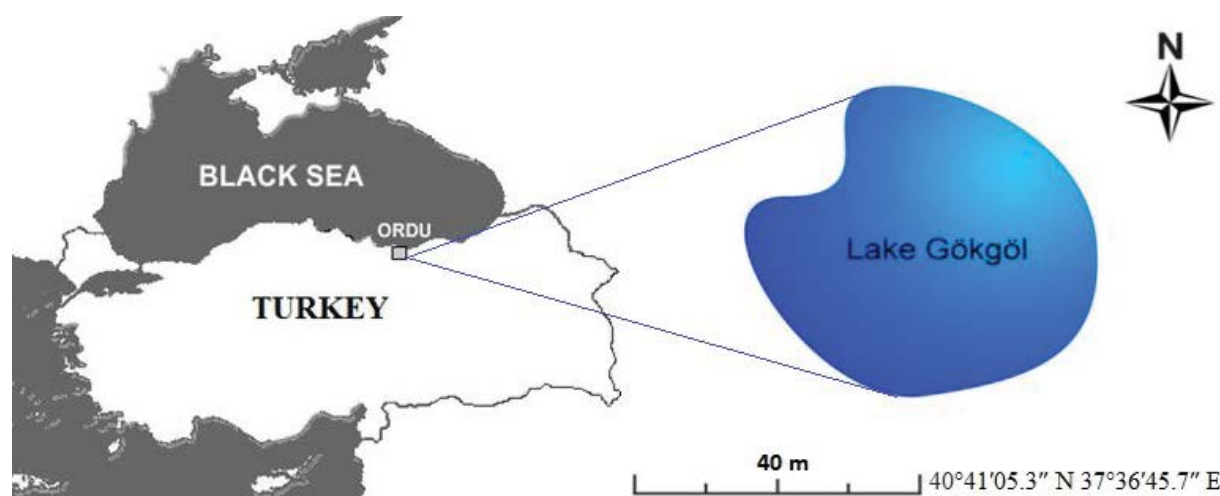 N
BLACK SEA
ORDU
Lake Gökgöl
TURKEY
40 m
40°41′05.3″ N 37°36′45.7″ E